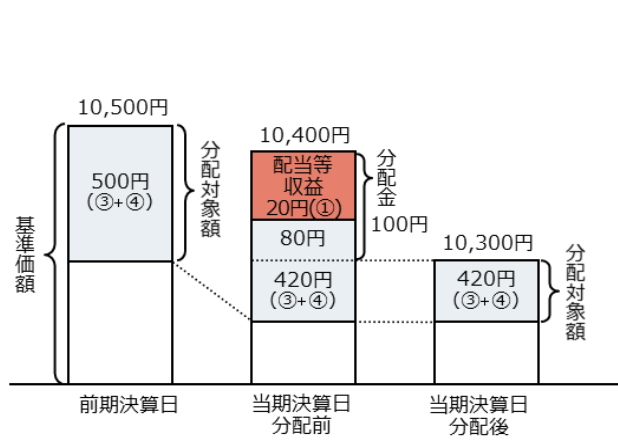 10,500円
500円
(③+④)
分配対象額
基準価額
前期決算日
10,400円
配当等
収益
20円(①)
80円
420円
(③+④)
分配金
100円
当期決算日
分配前
10,300円
420円
(③+④)
分配対象額
当期決算日
分配後